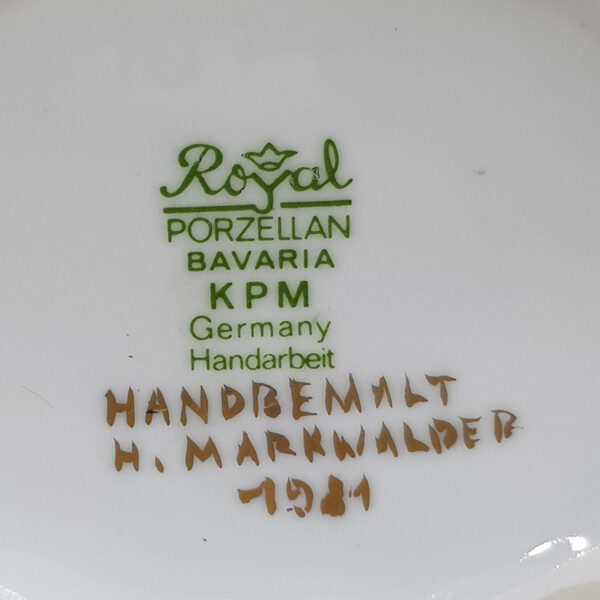 Royal
PORZELLAN
BAVARIA
KPM
Germany
Handarbeit
HANDBEMALT
H. MARKWALDER
1981